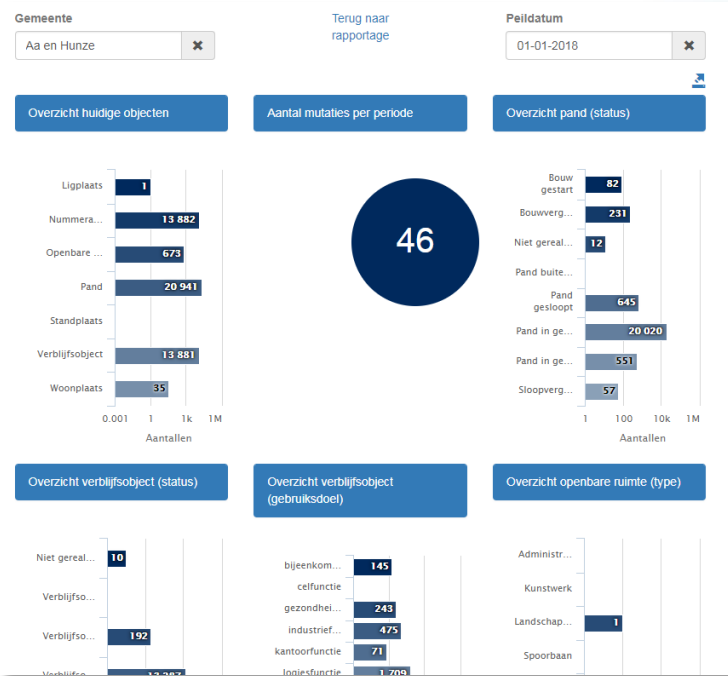 Gemeente
Terug naar
rapportage
Peildatum
Aa en Hunze
01-01-2018
Overzicht huidige objecten
Aantal mutaties per periode
Overzicht pand (status)
Ligplaats
1
Nummera...
13 882
Openbare ...
673
Pand
20 941
Standplaats
Verblijfsobject
13 881
Woonplaats
35
0.001 1 1k 1M
Aantallen
46
Bouw
gestart
82
Bouwverg...
231
Niet gereal...
12
Pand buite...
Pand
gesloopt
645
Pand in ge...
20 020
Pand in ge...
551
Sloopverg...
57
1 100 10k 1M
Aantallen
Overzicht verblijfsobject (status)
Overzicht verblijfsobject
(gebruiksdoel)
Overzicht openbare ruimte (type)
Niet gereal...
10
Verblijfso...
Verblijfso...
192
Verblijfso...
13 287
bijeenkom...
145
celfunctie
gezondhei...
243
industrief...
475
kantoorfunctie
71
logiesfunctie
1 709
Administr...
Kunstwerk
Landschap...
1
Spoorbaan